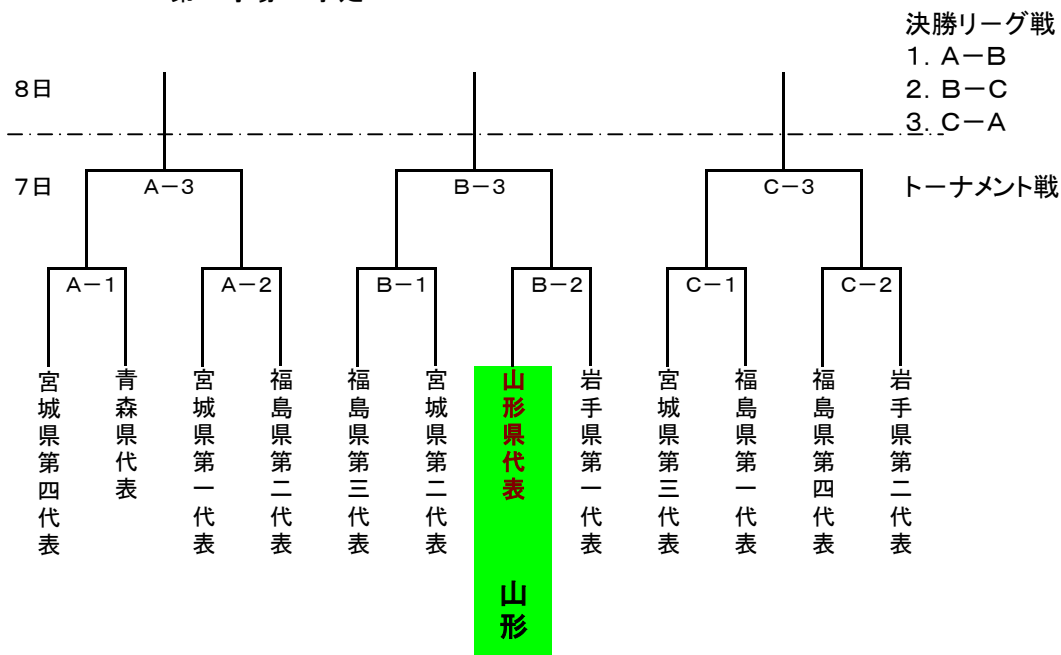 決勝リーグ戦
1. A-B
8日
2. B-C
3. C-A
7日
A-3
B-3
C-3
トーナメント戦
A-1
A-2
B-1
B-2
C-1
C-2
宮城県第四代表
青森県代表
宮城県第一代表
福島県第二代表
福島県第三代表
宮城県第二代表
山形県代表
岩手県第一代表
宮城県第三代表
福島県第一代表
福島県第四代表
岩手県第二代表
山形